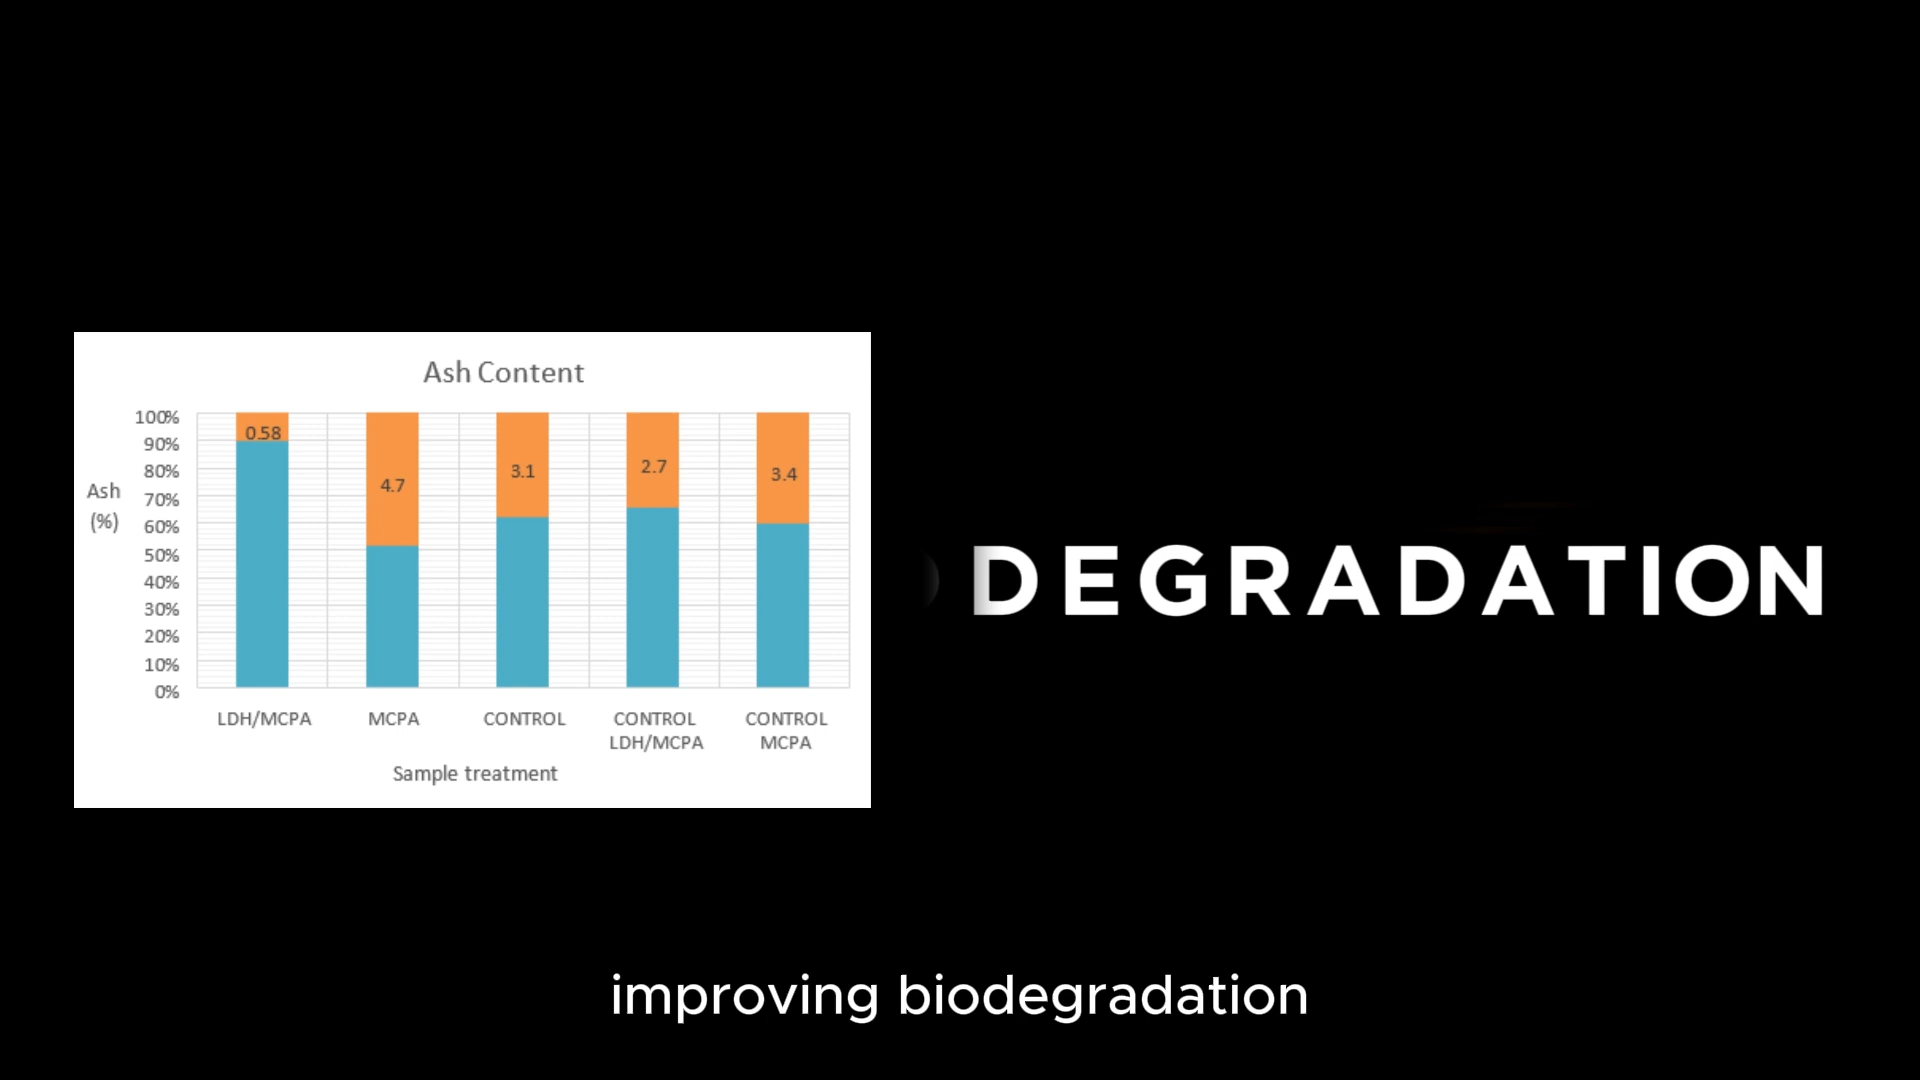 Ash Content
100%
90%
80%
70%
60%
50%
40%
30%
20%
10%
0%
Ash
(%)
0.58
4.7
3.1
2.7
3.4
LDH/MCPA
MCPA
CONTROL
CONTROL
LDH/MCPA
CONTROL
MCPA
Sample treatment
DEGRADATION
improving biodegradation